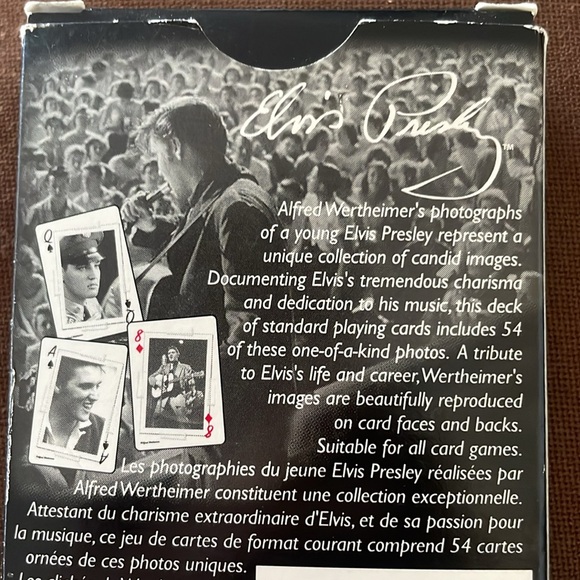 Elvis Presley™
Alfred Wertheimer's photographs
of a young Elvis Presley represent a
unique collection of candid images.
Documenting Elvis's tremendous charisma
and dedication to his music, this deck
of standard playing cards includes 54
of these one-of-a-kind photos. A tribute
to Elvis's life and career, Wertheimer's
images are beautifully reproduced
on card faces and backs.
Suitable for all card games.
Q
Q
A
A
8
8
Les photographies du jeune Elvis Presley réalisées par
Alfred Wertheimer constituent une collection exceptionnelle.
Attestant du charisme extraordinaire d'Elvis, et de sa passion pour
la musique, ce jeu de cartes de format courant comprend 54 cartes
ornées de ces photos uniques.